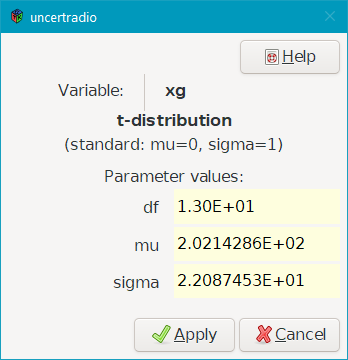 uncertradio
Help
Variable: xg
t-distribution
(standard: mu=0, sigma=1)
Parameter values:
df 1.30E+01
mu 2.0214286E+02
sigma 2.2087453E+01
Apply Cancel